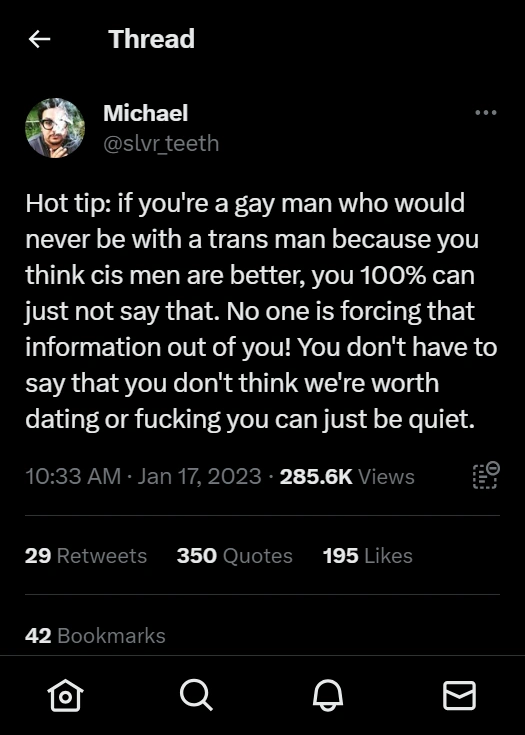 Thread
Michael
@slvr_teeth
Hot tip: if you're a gay man who would
never be with a trans man because you
think cis men are better, you 100% can
just not say that. No one is forcing that
information out of you! You don't have to
say that you don't think we're worth
dating or fucking you can just be quiet.
10:33 AM · Jan 17, 2023 · 285.6K Views
29 Retweets 350 Quotes 195 Likes
42 Bookmarks